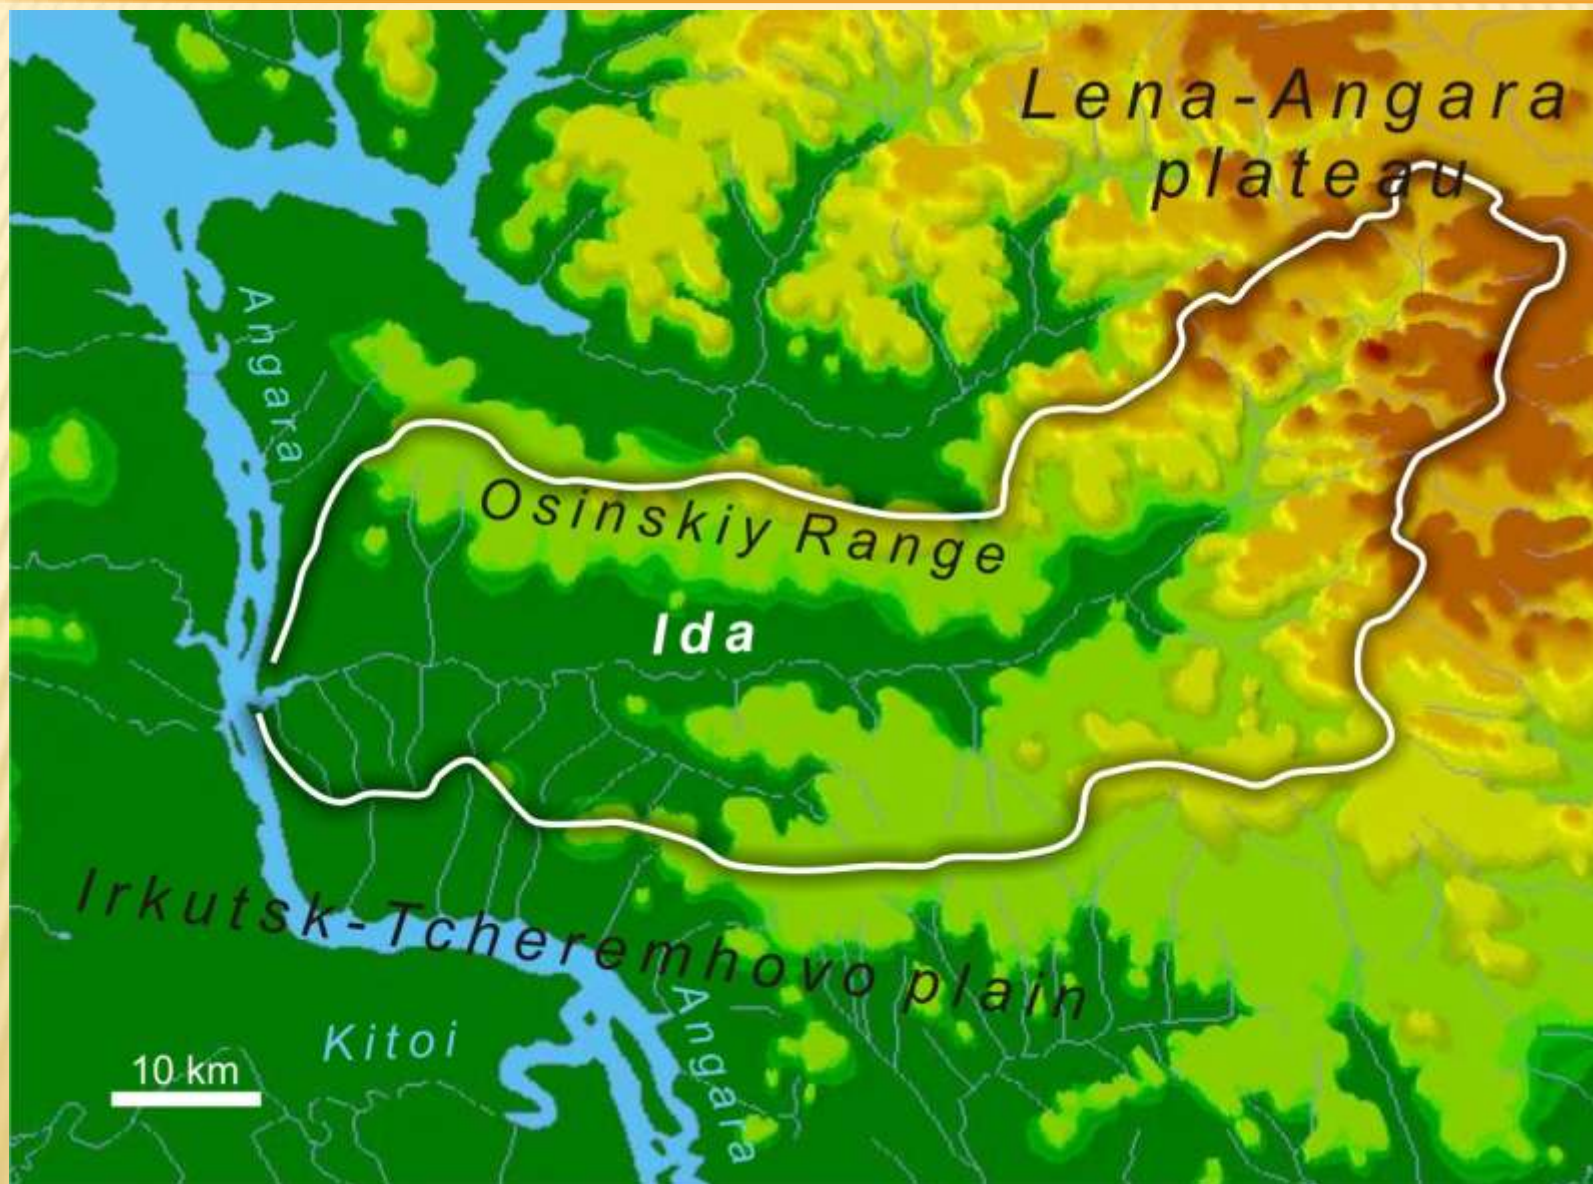 Lena-Angara
plateau
Angara
Osinskiy Range
Ida
Irkutsk-Tcheremhovo plain
Kitoi
Angara
10 km